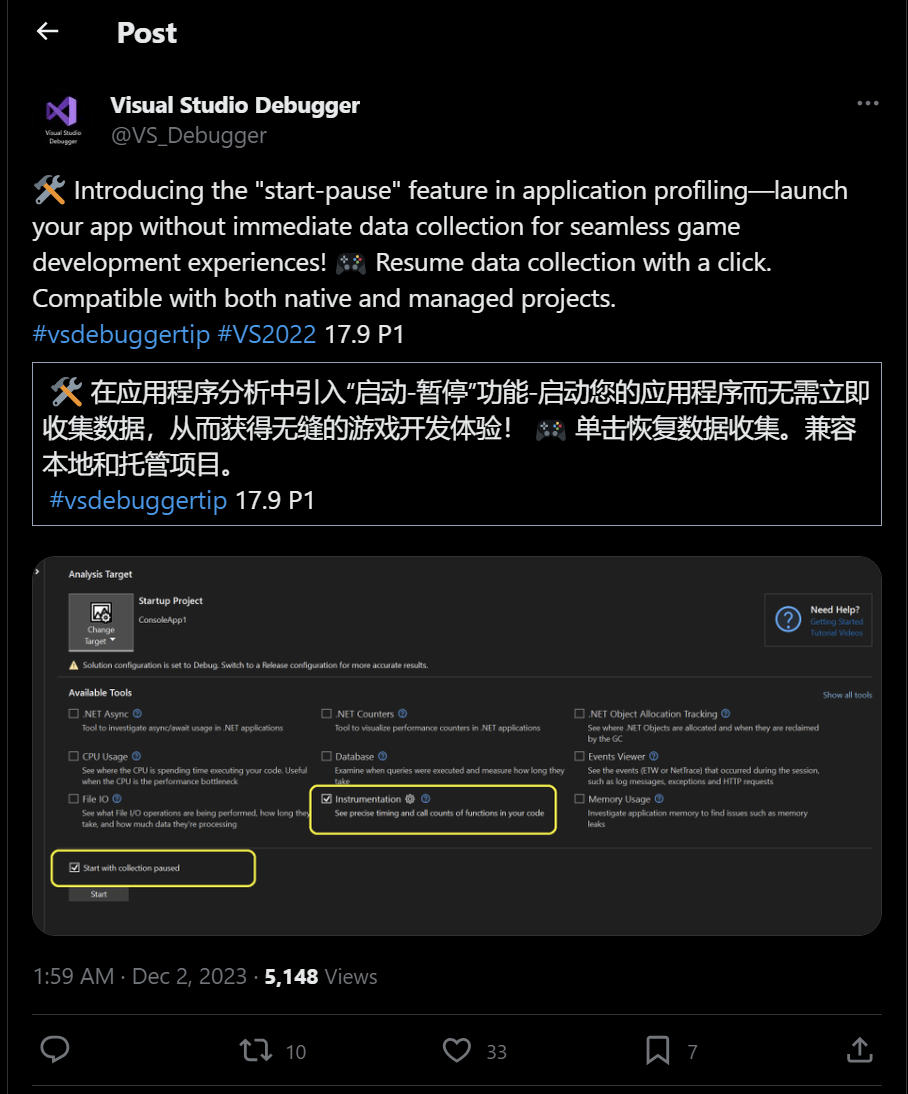 Post
Visual Studio Debugger
@VS_Debugger
Visual Studio
Debugger
🛠️ Introducing the "start-pause" feature in application profiling—launch
your app without immediate data collection for seamless game
development experiences! 🎮 Resume data collection with a click.
Compatible with both native and managed projects.
#vsdebuggertip #VS2022 17.9 P1
🛠️ 在应用程序分析中引入“启动-暂停”功能-启动您的应用程序而无需立即
收集数据，从而获得无缝的游戏开发体验！ 🎮 单击恢复数据收集。兼容
本地和托管项目。
#vsdebuggertip 17.9 P1
Analysis Target
Change
Target
Startup Project
ConsoleApp1
Need Help?
Getting Started
Tutorial Videos
Solution configuration is set to Debug. Switch to a Release configuration for more accurate results.
Available Tools
Show all tools
.NET Async
Tool to investigate async/await usage in .NET applications
.NET Counters
Tool to visualize performance counters in .NET applications
.NET Object Allocation Tracking
See where .NET Objects are allocated and when they are reclaimed
by the GC
CPU Usage
See where the CPU is spending time executing your code. Useful
when the CPU is the performance bottleneck
Database
Examine when queries were executed and measure how long they
take
Events Viewer
See the events (ETW or NetTrace) that occurred during the session,
such as log messages, exceptions and HTTP requests
File IO
See what File I/O operations are being performed, how long they
take, and how much data they're processing
Instrumentation
See precise timing and call counts of functions in your code
Memory Usage
Investigate application memory to find issues such as memory
leaks
Start with collection paused
Start
1:59 AM · Dec 2, 2023 · 5,148 Views
10
33
7